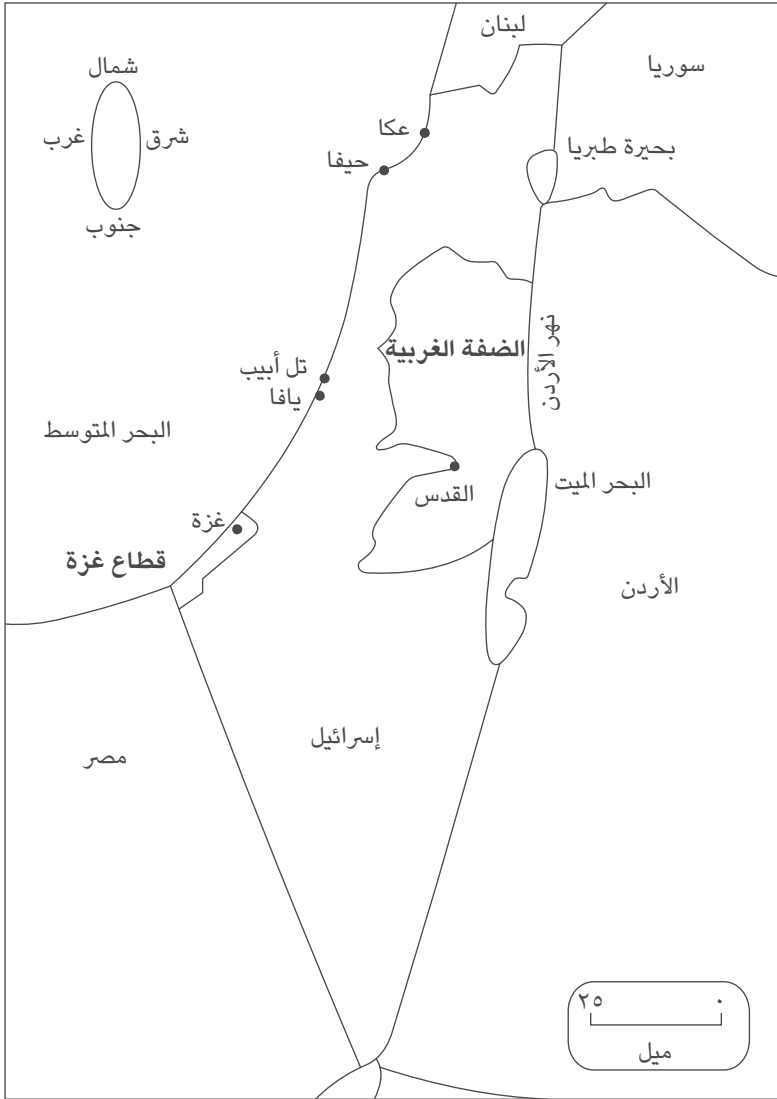 لبنان
سوريا
شمال
شرق
غرب
جنوب
عكا
حيفا
بحيرة طبريا
نهر الأردن
الضفة الغربية
تل أبيب
يافا
البحر المتوسط
القدس
البحر الميت
غزة
قطاع غزة
الأردن
إسرائيل
مصر
٠ ٢٥
ميل